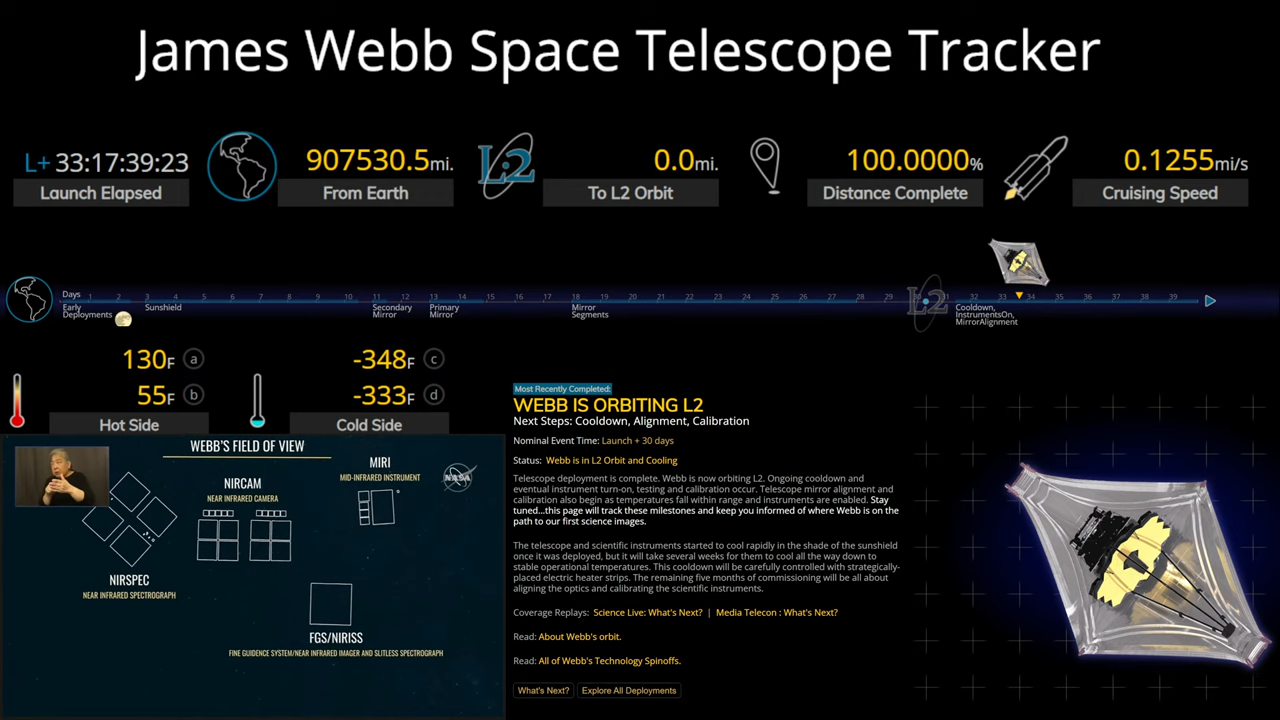 James Webb Space Telescope Tracker
L+ 33:17:39:23
Launch Elapsed
907530.5mi.
From Earth
L2
0.0mi.
To L2 Orbit
100.0000%
Distance Complete
0.1255mi/s
Cruising Speed
Days
1 2 3 4 5 6 7 8 9 10 11 12 13 14 15 16 17 18 19 20 21 22 23 24 25 26 27 28 29 30 31 32 33 34 35 36 37 38 39
Early
Deployments
Sunshield
Secondary
Mirror
Primary
Mirror
Mirror
Segments
L2
Cooldown,
InstrumentsOn,
MirrorAlignment
130F a
55F b
Hot Side
-348F c
-333F d
Cold Side
WEBB'S FIELD OF VIEW
NASA
MIRI
MID-INFRARED INSTRUMENT
NIRCAM
NEAR INFRARED CAMERA
NIRSPEC
NEAR INFRARED SPECTROGRAPH
FGS/NIRISS
FINE GUIDANCE SYSTEM/NEAR INFRARED IMAGER AND SLITLESS SPECTROGRAPH
Most Recently Completed:
WEBB IS ORBITING L2
Next Steps: Cooldown, Alignment, Calibration
Nominal Event Time: Launch + 30 days
Status: Webb is in L2 Orbit and Cooling
Telescope deployment is complete. Webb is now orbiting L2. Ongoing cooldown and
eventual instrument turn-on, testing and calibration occur. Telescope mirror alignment and
calibration also begin as temperatures fall within range and instruments are enabled. Stay
tuned...this page will track these milestones and keep you informed of where Webb is on the
path to our first science images.
The telescope and scientific instruments started to cool rapidly in the shade of the sunshield
once it was deployed, but it will take several weeks for them to cool all the way down to
stable operational temperatures. This cooldown will be carefully controlled with strategically-
placed electric heater strips. The remaining five months of commissioning will be all about
aligning the optics and calibrating the scientific instruments.
Coverage Replays: Science Live: What's Next? | Media Telecon : What's Next?
Read: About Webb's orbit.
Read: All of Webb's Technology Spinoffs.
What's Next?
Explore All Deployments